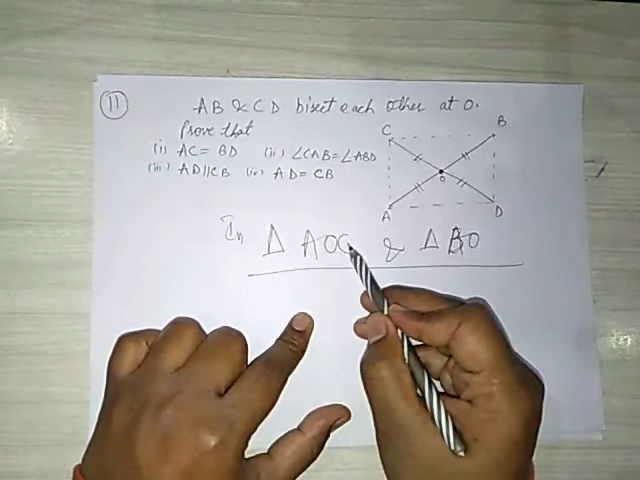 11 AB & CD bisect each other at O.
Prove that
(i) AC = BD (ii) ∠CAB = ∠ABD
(iii) AD||CB (iv) AD = CB
C B
O
A D
In Δ AOC & Δ BO